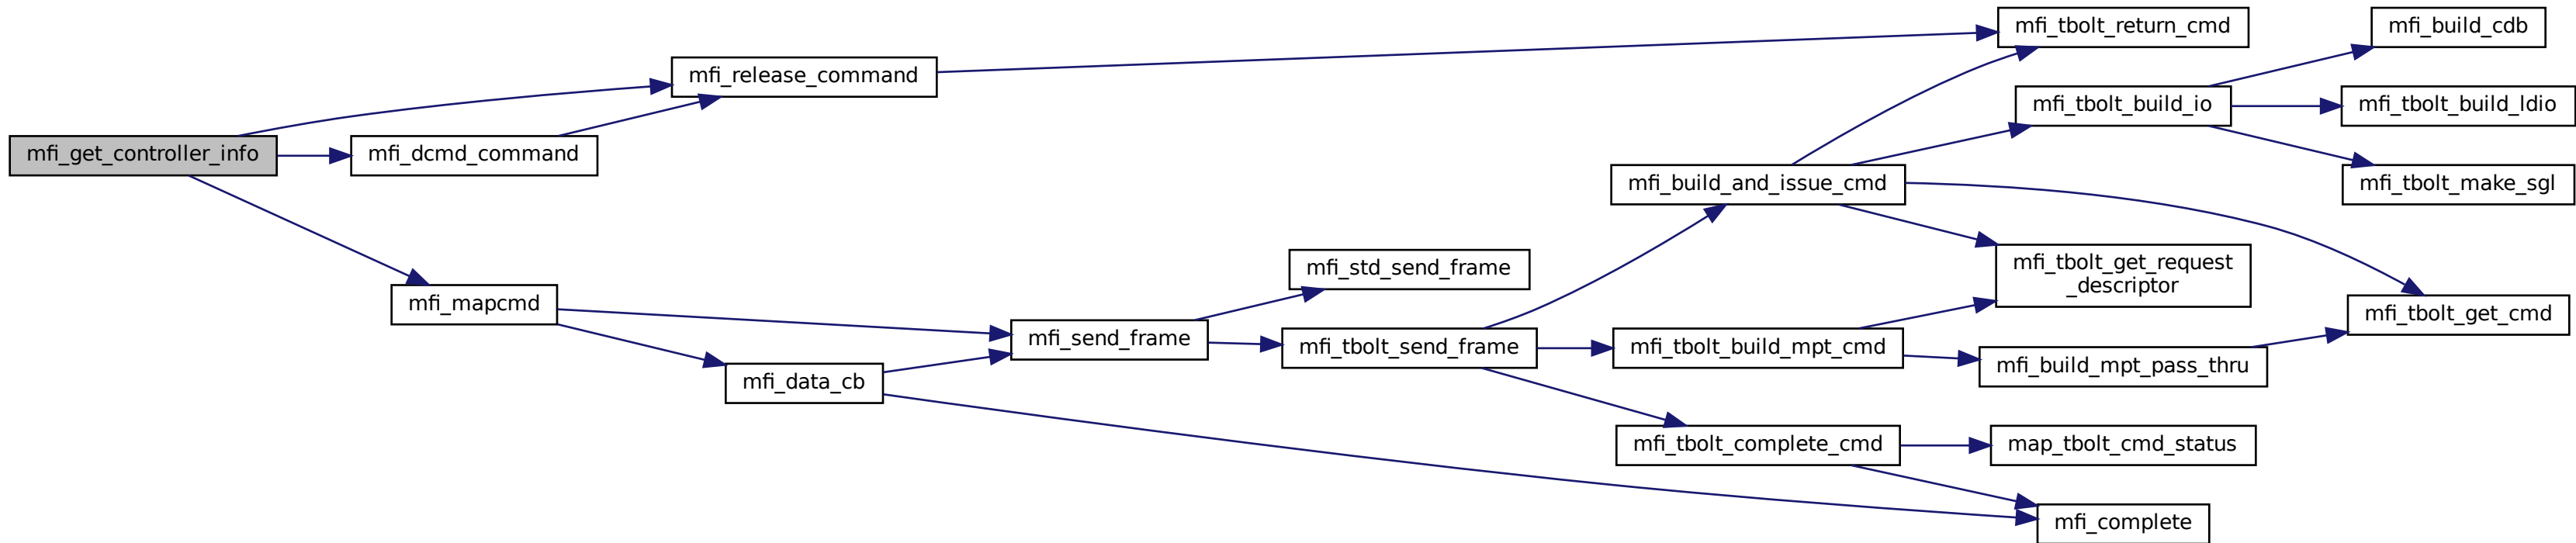 mfi_tbolt_return_cmd
mfi_build_cdb
mfi_release_command
mfi_tbolt_build_io
mfi_tbolt_build_ldio
mfi_get_controller_info
mfi_dcmd_command
mfi_build_and_issue_cmd
mfi_tbolt_make_sgl
mfi_std_send_frame
mfi_tbolt_get_request
_descriptor
mfi_mapcmd
mfi_tbolt_get_cmd
mfi_send_frame
mfi_tbolt_send_frame
mfi_tbolt_build_mpt_cmd
mfi_build_mpt_pass_thru
mfi_data_cb
mfi_tbolt_complete_cmd
map_tbolt_cmd_status
mfi_complete